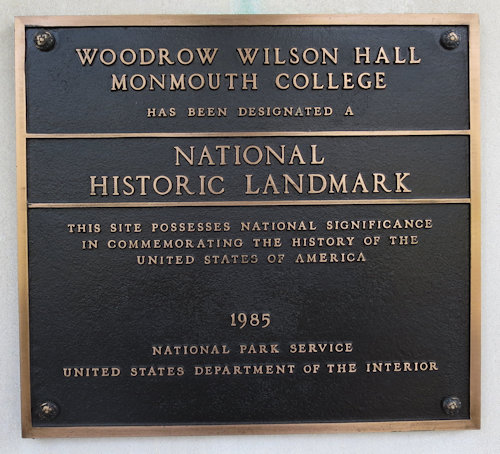 WOODROW WILSON HALL
MONMOUTH COLLEGE
HAS BEEN DESIGNATED A
NATIONAL
HISTORIC LANDMARK
THIS SITE POSSESSES NATIONAL SIGNIFICANCE
IN COMMEMORATING THE HISTORY OF THE
UNITED STATES OF AMERICA
1985
NATIONAL PARK SERVICE
UNITED STATES DEPARTMENT OF THE INTERIOR